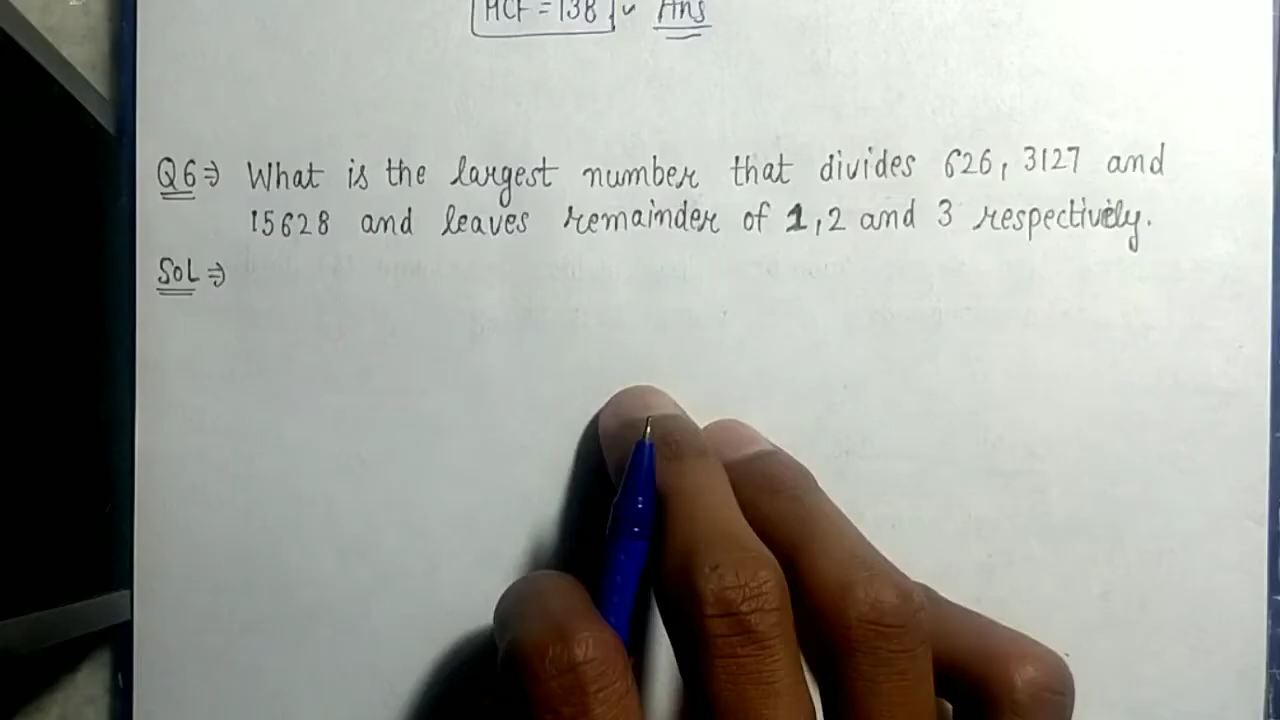 HCF = 138 Ans
Q6⇒ What is the largest number that divides 626, 3127 and
15628 and leaves remainder of 1, 2 and 3 respectively.
SOL⇒